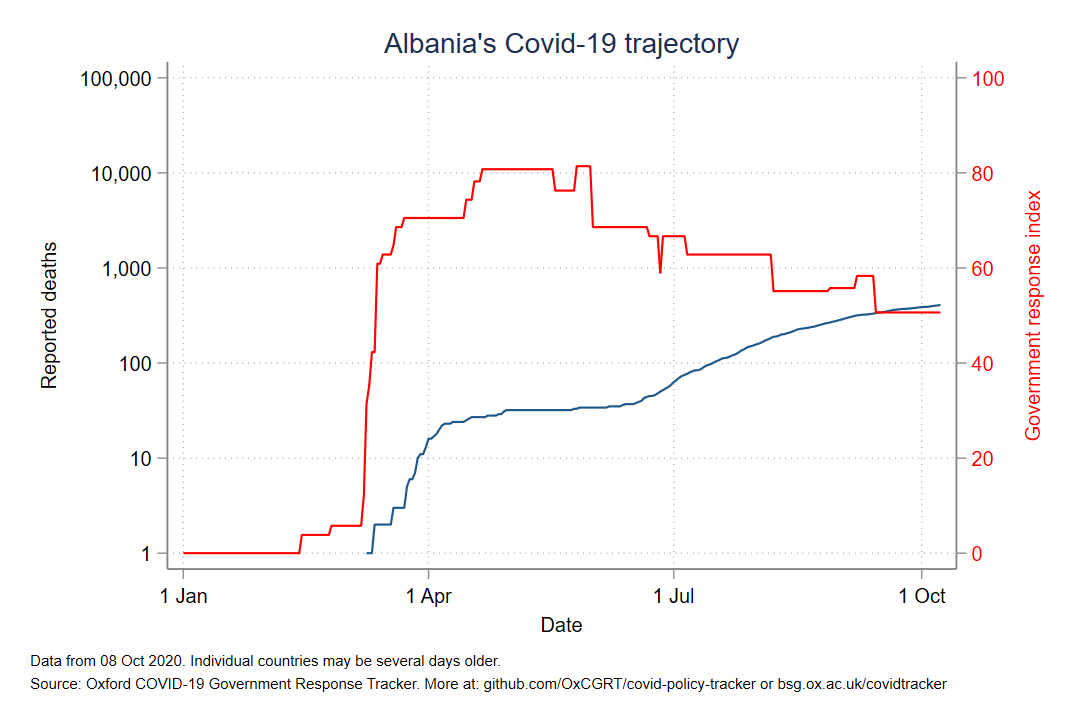 Albania's Covid-19 trajectory
100,000
10,000
1,000
100
10
1
Reported deaths
100
80
60
40
20
0
Government response index
1 Jan
1 Apr
1 Jul
1 Oct
Date
Data from 08 Oct 2020. Individual countries may be several days older.
Source: Oxford COVID-19 Government Response Tracker. More at: github.com/OxCGRT/covid-policy-tracker or bsg.ox.ac.uk/covidtracker